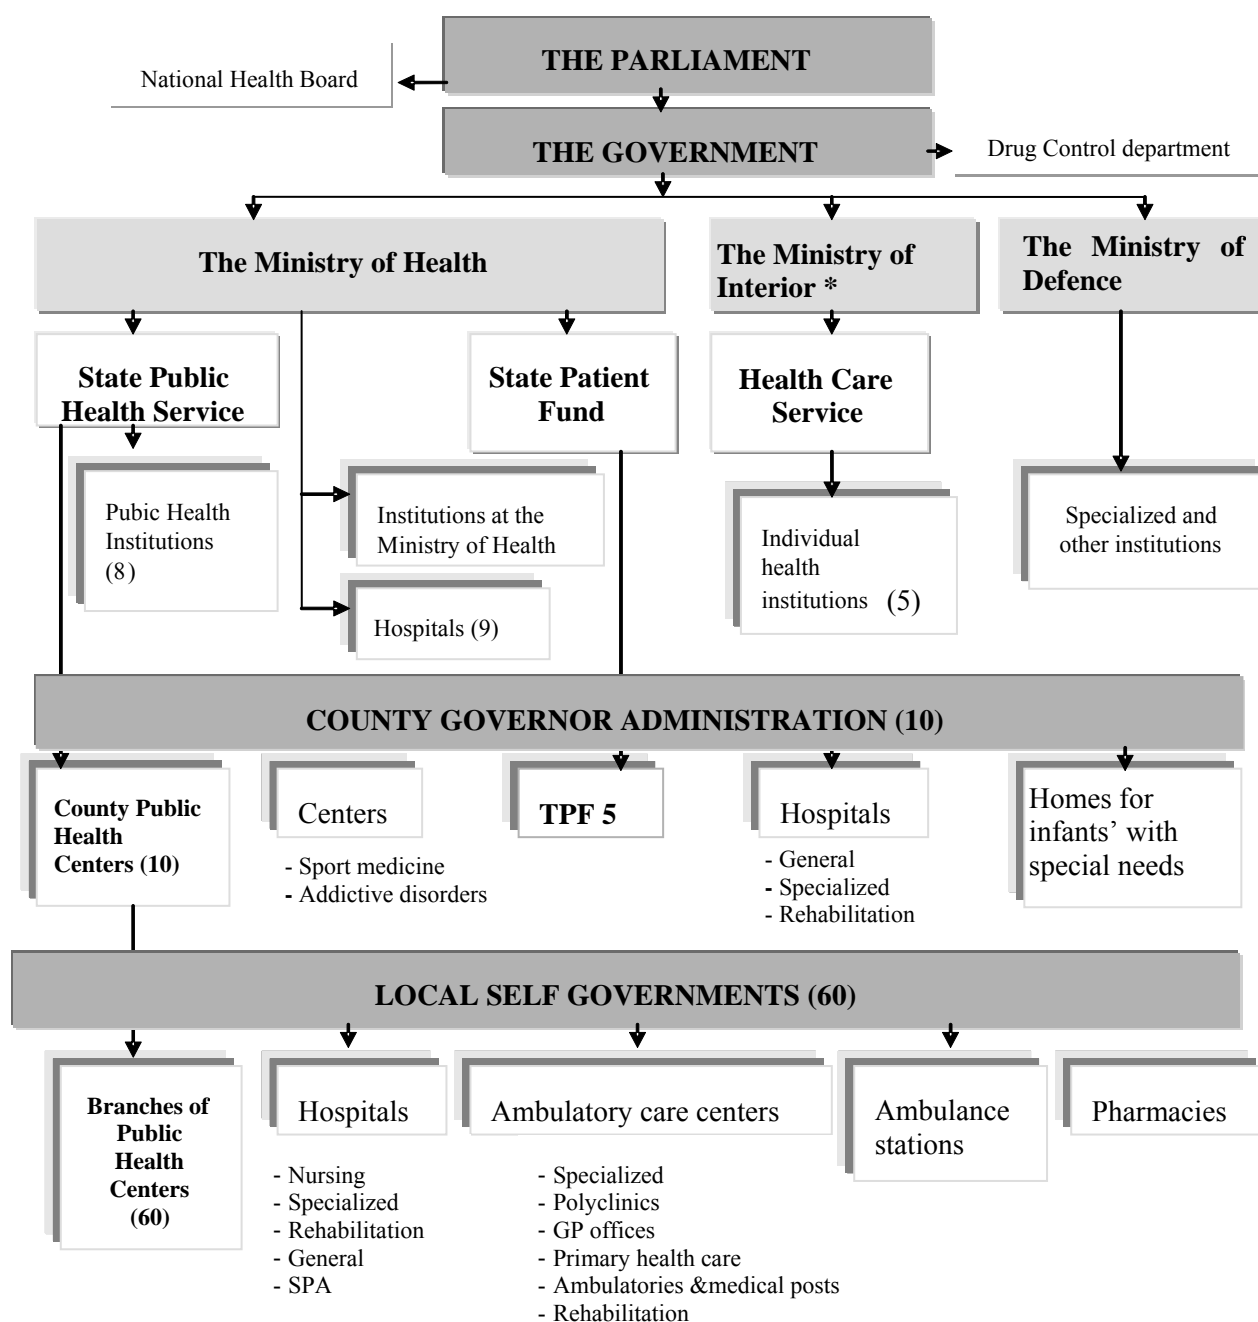 THE PARLIAMENT
National Health Board
THE GOVERNMENT
Drug Control department
The Ministry of Health
The Ministry of
Interior *
The Ministry of
Defence
State Public
Health Service
State Patient
Fund
Health Care
Service
Pubic Health
Institutions
(8)
Institutions at the
Ministry of Health
Hospitals (9)
Individual
health
institutions (5)
Specialized and
other institutions
COUNTY GOVERNOR ADMINISTRATION (10)
County Public
Health
Centers (10)
Centers
- Sport medicine
- Addictive disorders
TPF 5
Hospitals
- General
- Specialized
- Rehabilitation
Homes for
infants’ with
special needs
LOCAL SELF GOVERNMENTS (60)
Branches of
Public
Health
Centers
(60)
Hospitals
- Nursing
- Specialized
- Rehabilitation
- General
- SPA
Ambulatory care centers
- Specialized
- Polyclinics
- GP offices
- Primary health care
- Ambulatories &medical posts
- Rehabilitation
Ambulance
stations
Pharmacies